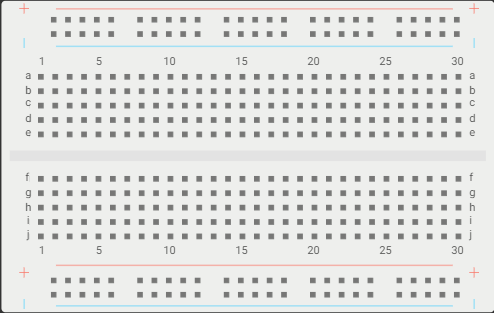 + +
| |
1 5 10 15 20 25 30
a a
b b
c c
d d
e e
f f
g g
h h
i i
j j
1 5 10 15 20 25 30
+ +
| |